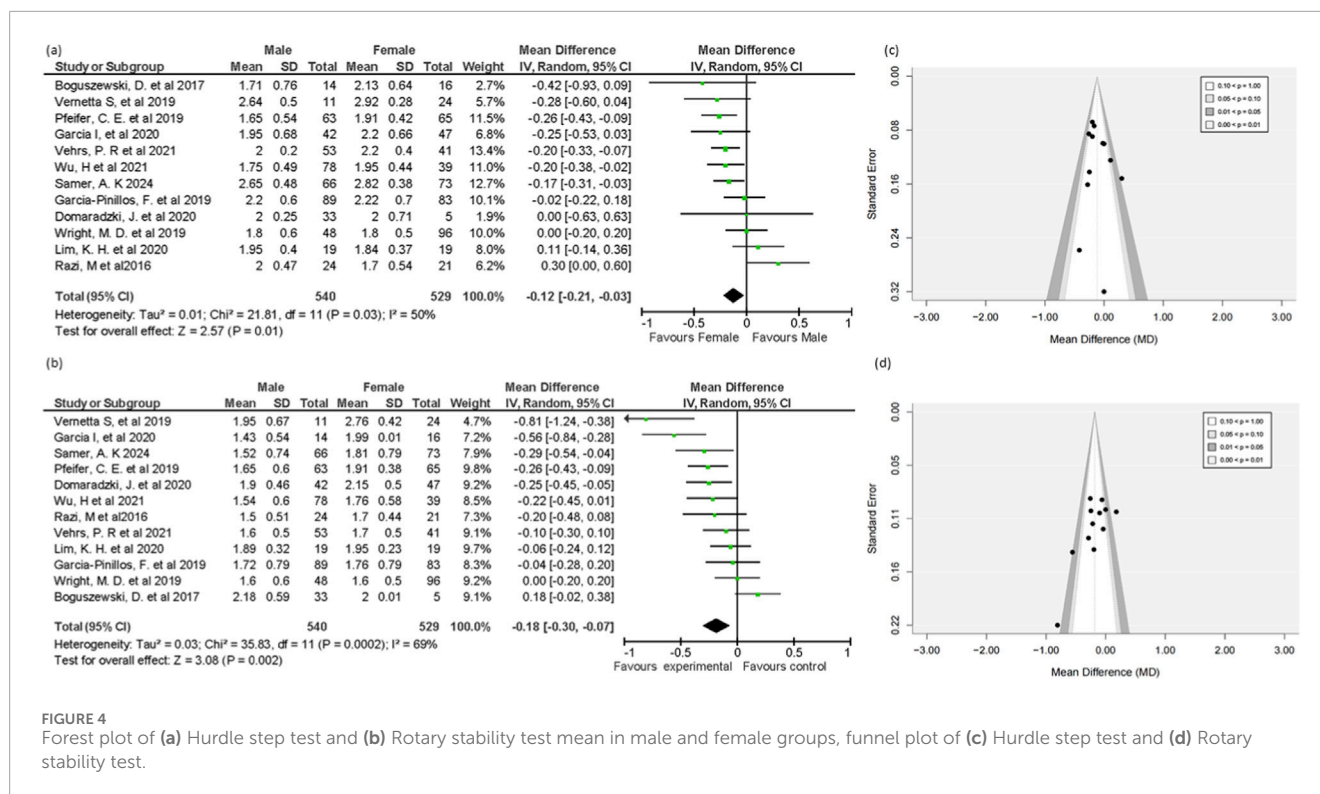 (a)
Male Female Mean Difference Mean Difference
Study or Subgroup Mean SD Total Mean SD Total Weight IV, Random, 95% CI IV, Random, 95% CI
Boguszewski, D. et al 2017 1.71 0.76 14 2.13 0.64 16 2.7% -0.42 [-0.93, 0.09]
Vernetta S, et al 2019 2.64 0.5 11 2.92 0.28 24 5.7% -0.28 [-0.60, 0.04]
Pfeifer, C. E. et al 2019 1.65 0.54 63 1.91 0.42 65 11.5% -0.26 [-0.43, -0.09]
Garcia I, et al 2020 1.95 0.68 42 2.2 0.66 47 6.8% -0.25 [-0.53, 0.03]
Vehrs, P. R et al 2021 2 0.2 53 2.2 0.4 41 13.4% -0.20 [-0.33, -0.07]
Wu, H et al 2021 1.75 0.49 78 1.95 0.44 39 11.0% -0.20 [-0.38, -0.02]
Samer, A. K 2024 2.65 0.48 66 2.82 0.38 73 12.7% -0.17 [-0.31, -0.03]
Garcia-Pinillos, F. et al 2019 2.2 0.6 89 2.22 0.7 83 10.0% -0.02 [-0.22, 0.18]
Domaradzki, J. et al 2020 2 0.25 33 2 0.71 5 1.9% 0.00 [-0.63, 0.63]
Wright, M. D. et al 2019 1.8 0.6 48 1.8 0.5 96 10.0% 0.00 [-0.20, 0.20]
Lim, K. H. et al 2020 1.95 0.4 19 1.84 0.37 19 8.0% 0.11 [-0.14, 0.36]
Razi, M et al2016 2 0.47 24 1.7 0.54 21 6.2% 0.30 [0.00, 0.60]
Total (95% CI) 540 529 100.0% -0.12 [-0.21, -0.03]
Heterogeneity: Tau² = 0.01; Chi² = 21.81, df = 11 (P = 0.03); I² = 50%
Test for overall effect: Z = 2.57 (P = 0.01)
-1 -0.5 0 0.5 1
Favours Female Favours Male
(c)
0.00
0.08
0.16
0.24
0.32
Standard Error
0.10 < p = 1.00
0.05 < p = 0.10
0.01 < p = 0.05
0.00 < p = 0.01
−3.00 −2.00 −1.00 0.00 1.00 2.00 3.00
Mean Difference (MD)
(b)
Male Female Mean Difference Mean Difference
Study or Subgroup Mean SD Total Mean SD Total Weight IV, Random, 95% CI IV, Random, 95% CI
Vernetta S, et al 2019 1.95 0.67 11 2.76 0.42 24 4.7% -0.81 [-1.24, -0.38]
Garcia I, et al 2020 1.43 0.54 14 1.99 0.01 16 7.2% -0.56 [-0.84, -0.28]
Samer, A. K 2024 1.52 0.74 66 1.81 0.79 73 7.9% -0.29 [-0.54, -0.04]
Pfeifer, C. E. et al 2019 1.65 0.6 63 1.91 0.38 65 9.8% -0.26 [-0.43, -0.09]
Domaradzki, J. et al 2020 1.9 0.46 42 2.15 0.5 47 9.2% -0.25 [-0.45, -0.05]
Wu, H et al 2021 1.54 0.6 78 1.76 0.58 39 8.4% -0.22 [-0.45, 0.01]
Razi, M et al2016 1.5 0.51 24 1.7 0.44 21 7.3% -0.20 [-0.48, 0.08]
Vehrs, P. R et al 2021 1.6 0.5 53 1.7 0.5 41 9.1% -0.10 [-0.30, 0.10]
Lim, K. H. et al 2020 1.89 0.32 19 1.95 0.23 19 9.7% -0.06 [-0.24, 0.12]
Garcia-Pinillos, F. et al 2019 1.72 0.79 89 1.76 0.79 83 8.3% -0.04 [-0.28, 0.20]
Wright, M. D. et al 2019 1.6 0.6 48 1.6 0.5 96 9.2% 0.00 [-0.20, 0.20]
Boguszewski, D. et al 2017 2.18 0.59 33 2 0.01 5 9.1% 0.18 [-0.02, 0.38]
Total (95% CI) 540 529 100.0% -0.18 [-0.30, -0.07]
Heterogeneity: Tau² = 0.03; Chi² = 35.83, df = 11 (P = 0.0002); I² = 69%
Test for overall effect: Z = 3.08 (P = 0.002)
-1 -0.5 0 0.5 1
Favours experimental Favours control
(d)
0.00
0.05
0.11
0.16
0.22
Standard Error
0.10 < p = 1.00
0.05 < p = 0.10
0.01 < p = 0.05
0.00 < p = 0.01
−3.00 −2.00 −1.00 0.00 1.00 2.00 3.00
Mean Difference (MD)
FIGURE 4
Forest plot of (a) Hurdle step test and (b) Rotary stability test mean in male and female groups, funnel plot of (c) Hurdle step test and (d) Rotary
stability test.